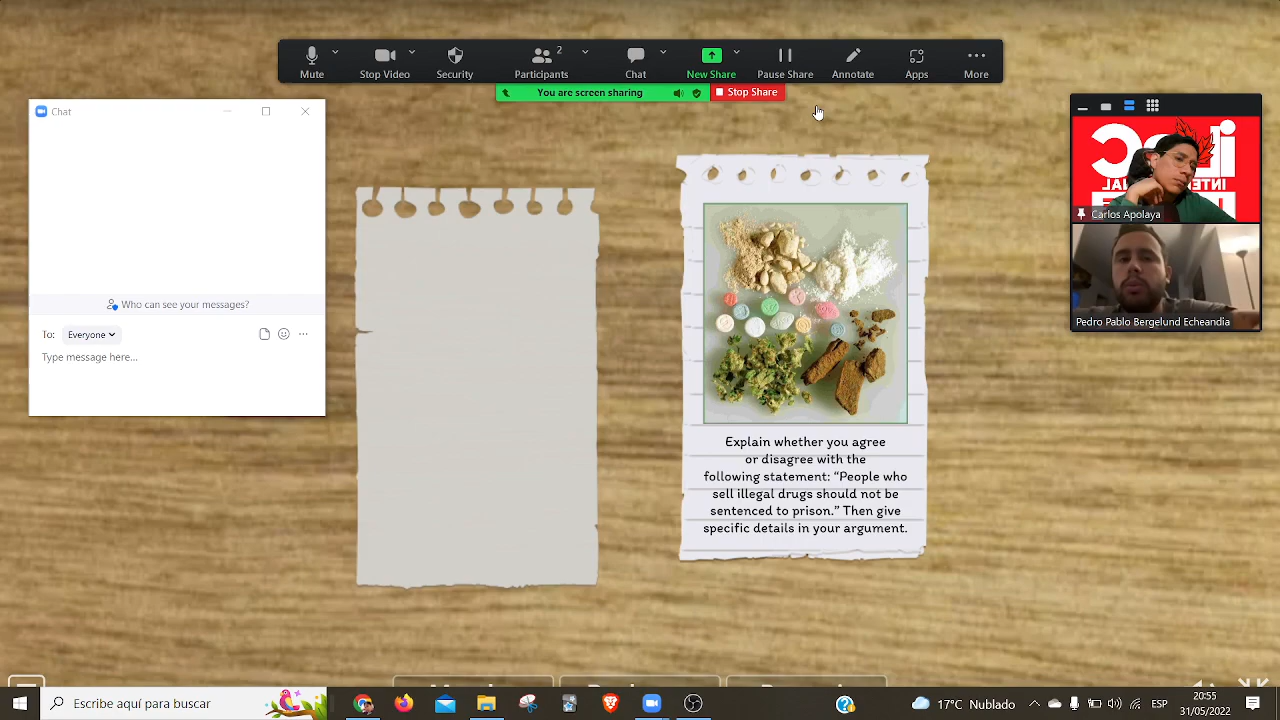 Mute
Stop Video
Security
Participants
2
Chat
New Share
Pause Share
Annotate
Apps
More
You are screen sharing
Stop Share
Chat
Who can see your messages?
To:
Everyone
Type message here...
Explain whether you agree
or disagree with the
following statement: “People who
sell illegal drugs should not be
sentenced to prison.” Then give
specific details in your argument.
Carlos Apolaya
Pedro Pablo Bergelund Echeandia
Escribe aquí para buscar
17°C Nublado
ESP
20:55
31/05/2022